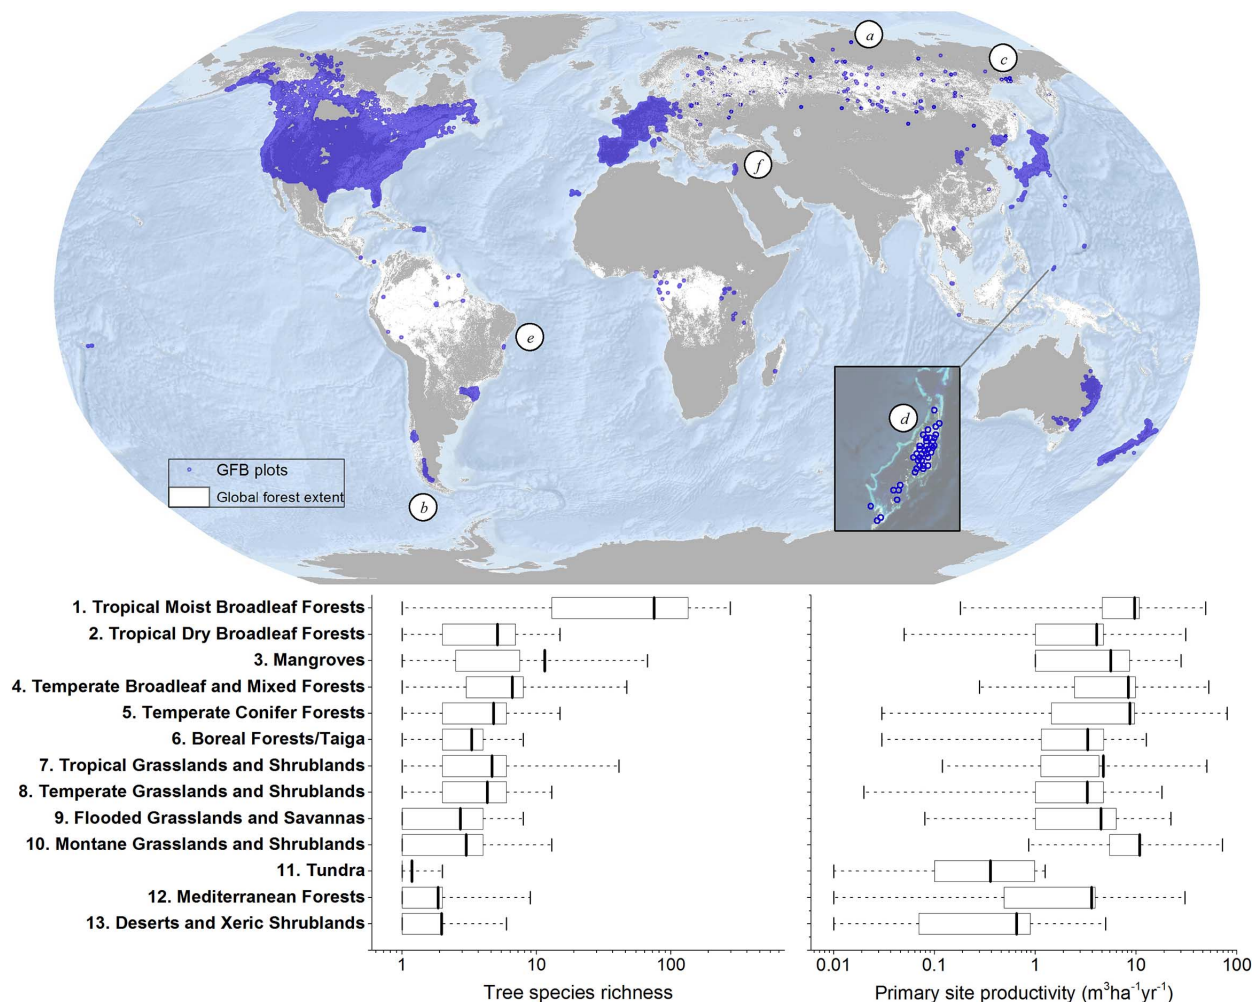 a
c
f
e
d
b
GFB plots
Global forest extent
1. Tropical Moist Broadleaf Forests
2. Tropical Dry Broadleaf Forests
3. Mangroves
4. Temperate Broadleaf and Mixed Forests
5. Temperate Conifer Forests
6. Boreal Forests/Taiga
7. Tropical Grasslands and Shrublands
8. Temperate Grasslands and Shrublands
9. Flooded Grasslands and Savannas
10. Montane Grasslands and Shrublands
11. Tundra
12. Mediterranean Forests
13. Deserts and Xeric Shrublands
1 10 100
Tree species richness
0.01 0.1 1 10 100
Primary site productivity (m³ha⁻¹yr⁻¹)